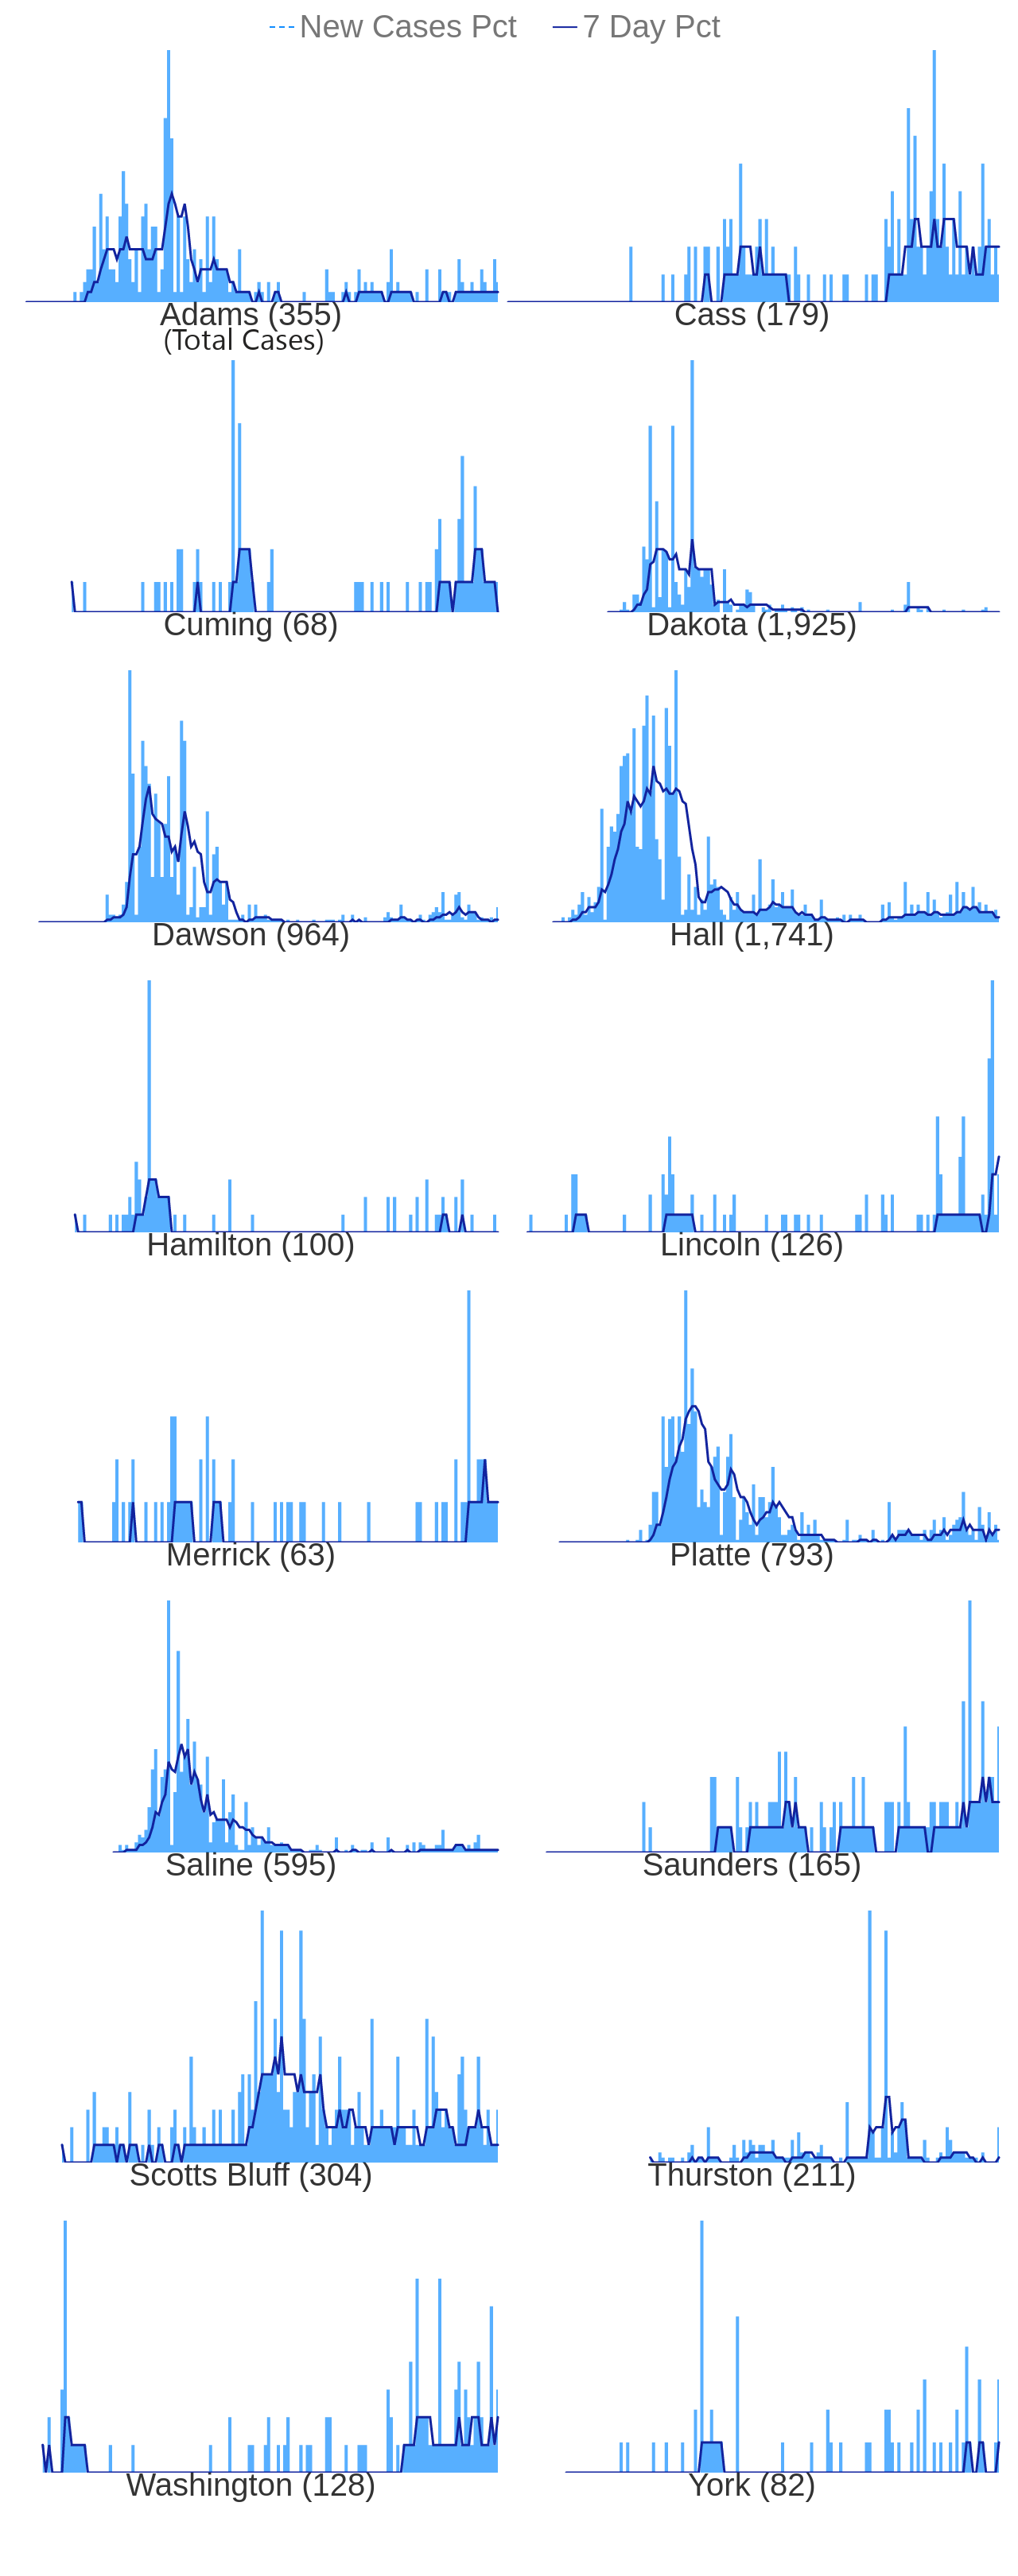 New Cases Pct 7 Day Pct
Adams (355) Cass (179)
(Total Cases)
Cuming (68) Dakota (1,925)
Dawson (964) Hall (1,741)
Hamilton (100) Lincoln (126)
Merrick (63) Platte (793)
Saline (595) Saunders (165)
Scotts Bluff (304) Thurston (211)
Washington (128) York (82)